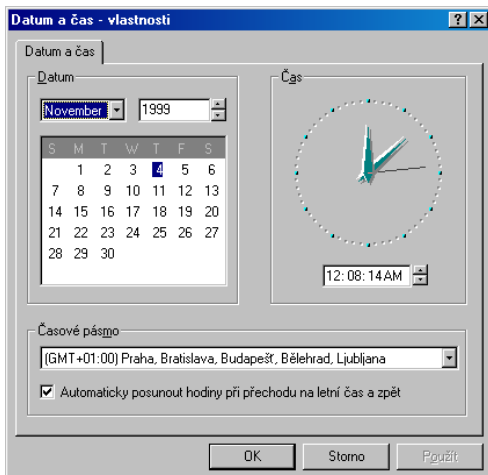 Datum a čas - vlastnosti
Datum a čas
Datum
Čas
November 1999
S M T W T F S
1 2 3 4 5 6
7 8 9 10 11 12 13
14 15 16 17 18 19 20
21 22 23 24 25 26 27
28 29 30
12:08:14 AM
Časové pásmo
(GMT+01:00) Praha, Bratislava, Budapešť, Bělehrad, Ljubljana
Automaticky posunout hodiny při přechodu na letní čas a zpět
OK Storno Použít